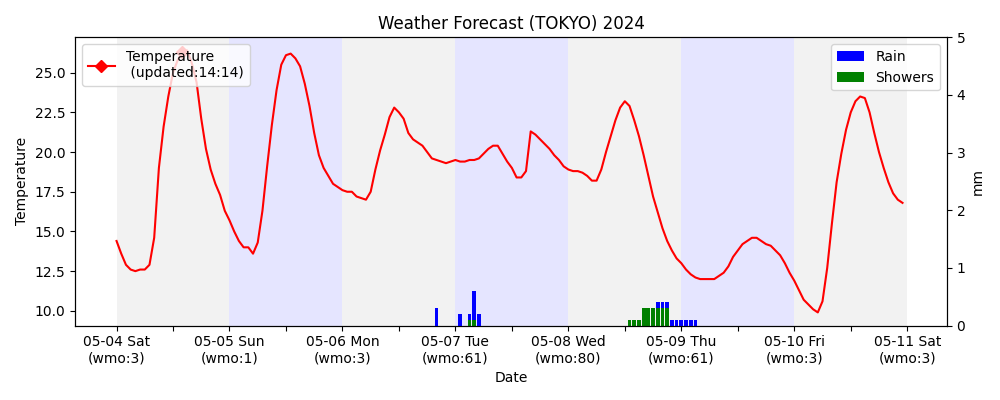 Weather Forecast (TOKYO) 2024
Temperature
(updated:14:14)
Rain
Showers
Temperature
25.0
22.5
20.0
17.5
15.0
12.5
10.0
5
4
3
2
1
0
mm
05-04 Sat
(wmo:3)
05-05 Sun
(wmo:1)
05-06 Mon
(wmo:3)
05-07 Tue
(wmo:61)
05-08 Wed
(wmo:80)
05-09 Thu
(wmo:61)
05-10 Fri
(wmo:3)
05-11 Sat
(wmo:3)
Date